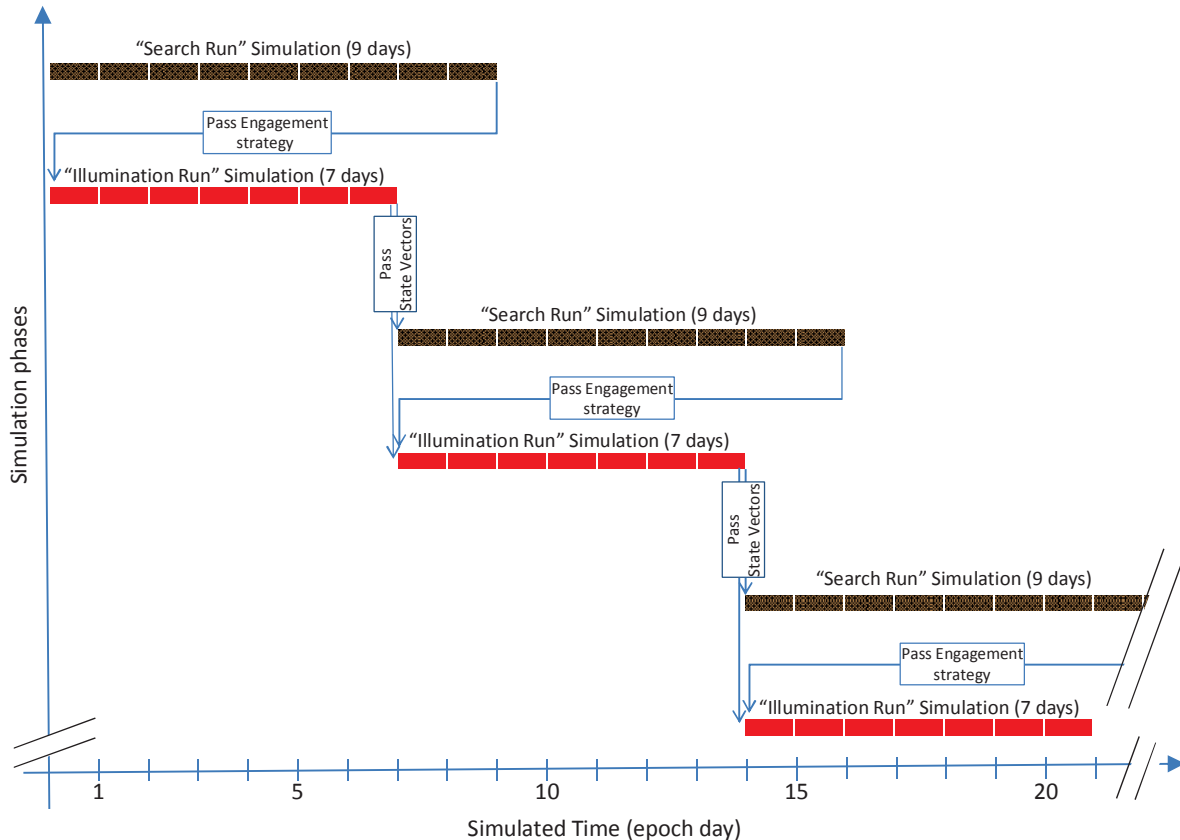 “Search Run” Simulation (9 days)
Pass Engagement
strategy
“Illumination Run” Simulation (7 days)
Pass
State Vectors
“Search Run” Simulation (9 days)
Pass Engagement
strategy
“Illumination Run” Simulation (7 days)
Pass
State Vectors
“Search Run” Simulation (9 days)
Pass Engagement
strategy
“Illumination Run” Simulation (7 days)
Simulation phases
1 5 10 15 20
Simulated Time (epoch day)